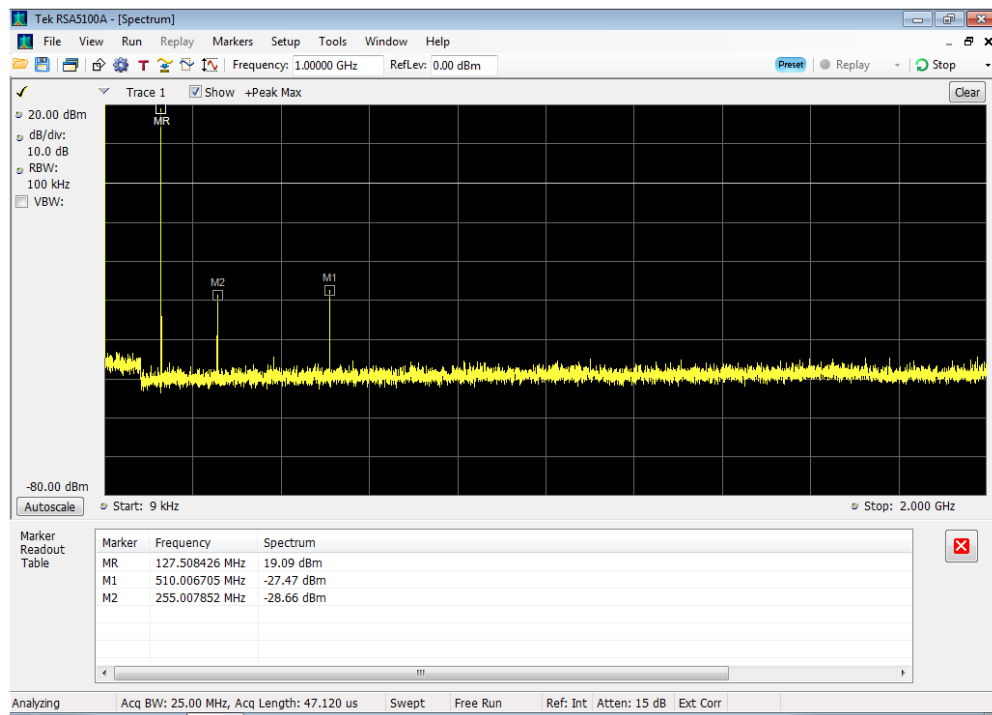 Tek RSA5100A - [Spectrum]
File View Run Replay Markers Setup Tools Window Help
T Frequency: 1.00000 GHz RefLev: 0.00 dBm Preset Replay Stop
Trace 1 Show +Peak Max Clear
20.00 dBm
dB/div:
10.0 dB
RBW:
100 kHz
VBW:
MR
M2
M1
-80.00 dBm
Autoscale Start: 9 kHz Stop: 2.000 GHz
Marker
Readout
Table
Marker Frequency Spectrum
MR 127.508426 MHz 19.09 dBm
M1 510.006705 MHz -27.47 dBm
M2 255.007852 MHz -28.66 dBm
Analyzing Acq BW: 25.00 MHz, Acq Length: 47.120 us Swept Free Run Ref: Int Atten: 15 dB Ext Corr